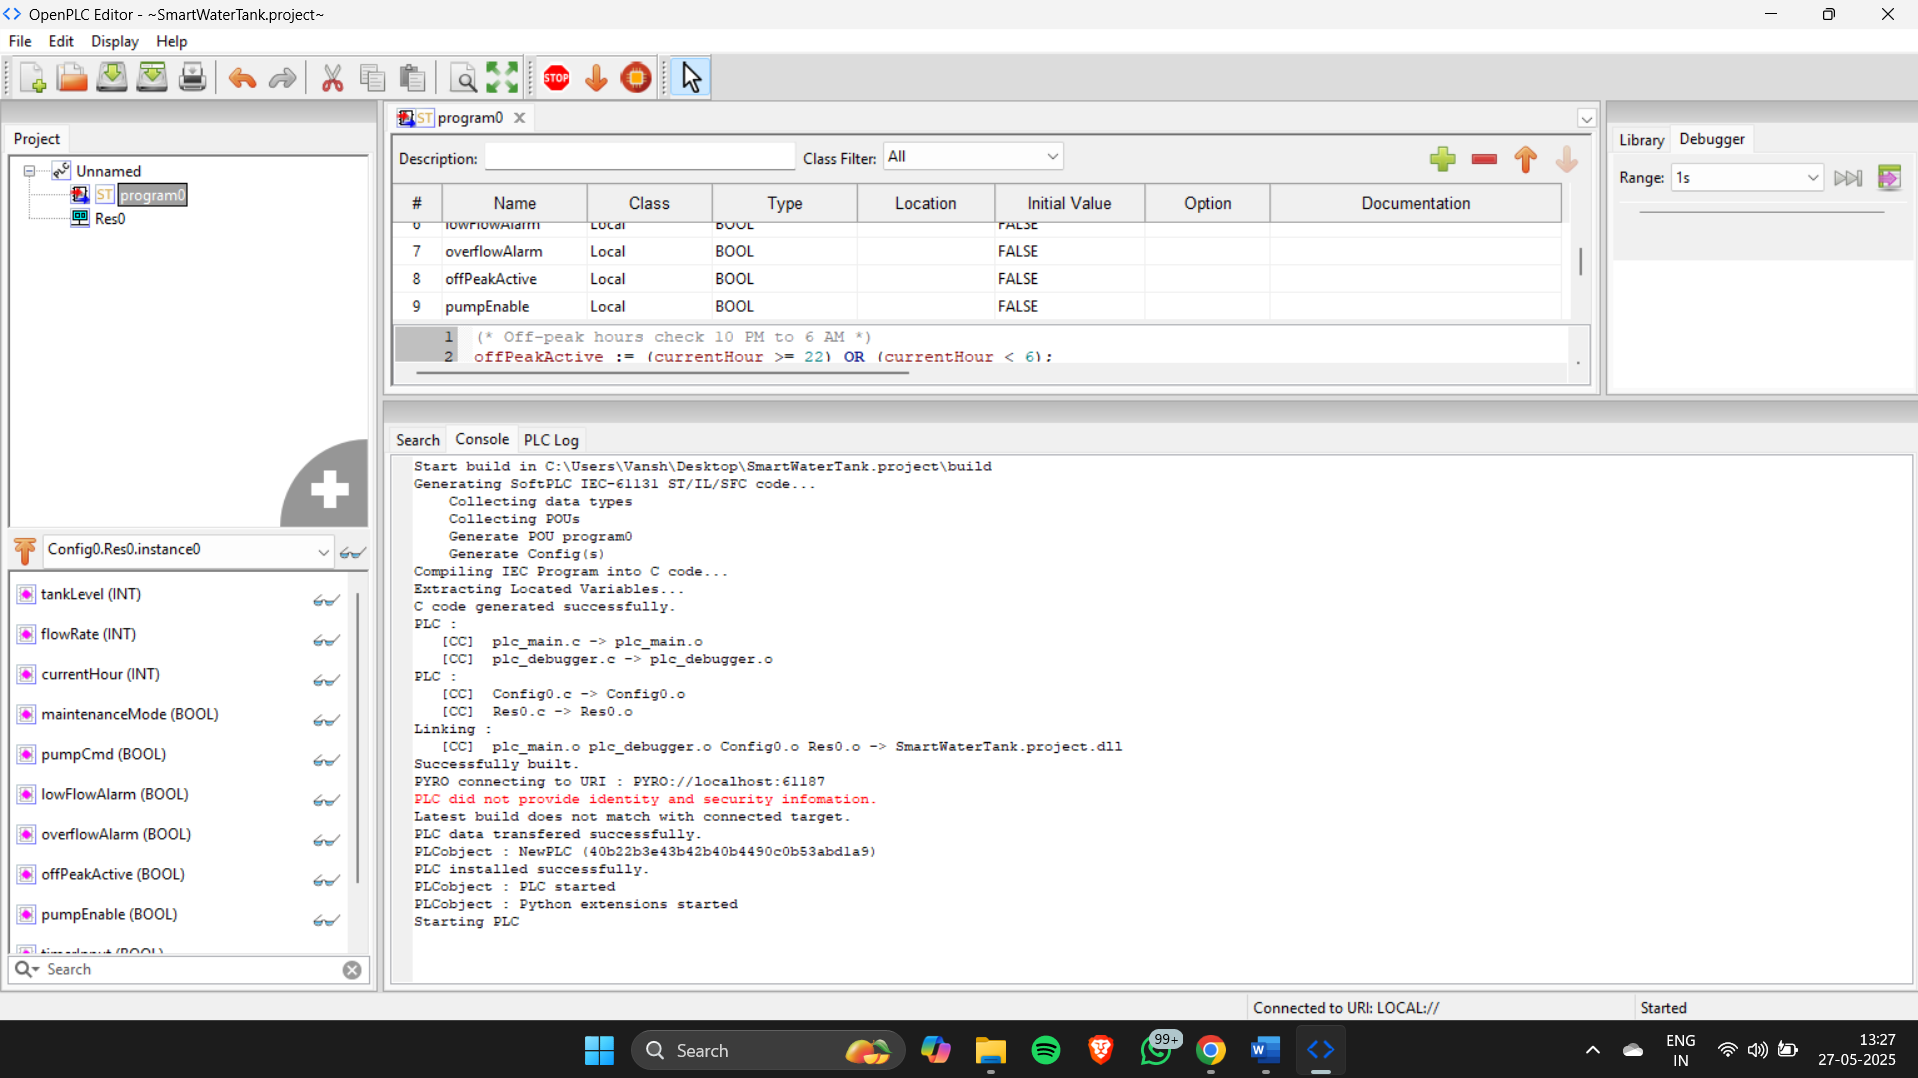 OpenPLC Editor - ~SmartWaterTank.project~
File Edit Display Help
STOP
Project
Unnamed
ST program0
Res0
ST program0
Description:
Class Filter: All
# Name Class Type Location Initial Value Option Documentation
6 lowFlowAlarm Local BOOL FALSE
7 overflowAlarm Local BOOL FALSE
8 offPeakActive Local BOOL FALSE
9 pumpEnable Local BOOL FALSE
1 (* Off-peak hours check 10 PM to 6 AM *)
2 offPeakActive := (currentHour >= 22) OR (currentHour < 6);
Library Debugger
Range: 1s
Config0.Res0.instance0
tankLevel (INT)
flowRate (INT)
currentHour (INT)
maintenanceMode (BOOL)
pumpCmd (BOOL)
lowFlowAlarm (BOOL)
overflowAlarm (BOOL)
offPeakActive (BOOL)
pumpEnable (BOOL)
timerInput (BOOL)
Search
Search Console PLC Log
Start build in C:\Users\Vansh\Desktop\SmartWaterTank.project\build
Generating SoftPLC IEC-61131 ST/IL/SFC code...
Collecting data types
Collecting POUs
Generate POU program0
Generate Config(s)
Compiling IEC Program into C code...
Extracting Located Variables...
C code generated successfully.
PLC :
[CC] plc_main.c -> plc_main.o
[CC] plc_debugger.c -> plc_debugger.o
PLC :
[CC] Config0.c -> Config0.o
[CC] Res0.c -> Res0.o
Linking :
[CC] plc_main.o plc_debugger.o Config0.o Res0.o -> SmartWaterTank.project.dll
Successfully built.
PYRO connecting to URI : PYRO://localhost:61187
PLC did not provide identity and security infomation.
Latest build does not match with connected target.
PLC data transfered successfully.
PLCobject : NewPLC (40b22b3e43b42b40b4490c0b53abd1a9)
PLC installed successfully.
PLCobject : PLC started
PLCobject : Python extensions started
Starting PLC
Connected to URI: LOCAL://
Started
Search
99+
W
ENG
IN
13:27
27-05-2025